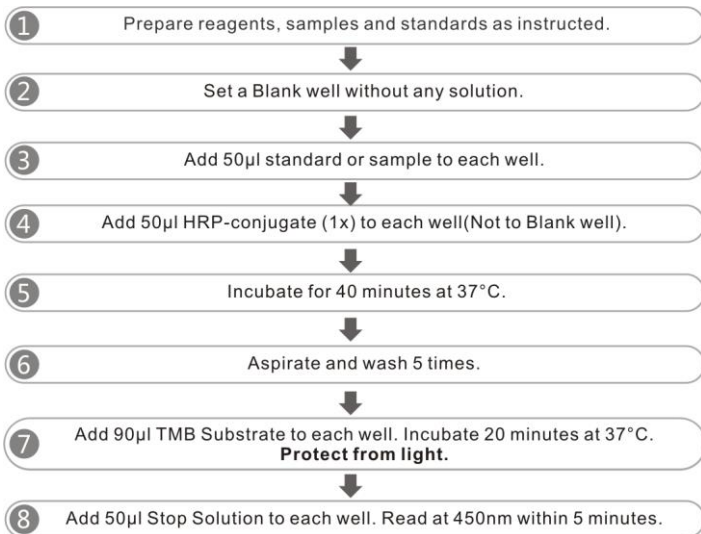 1 Prepare reagents, samples and standards as instructed.
2 Set a Blank well without any solution.
3 Add 50µl standard or sample to each well.
4 Add 50µl HRP-conjugate (1x) to each well(Not to Blank well).
5 Incubate for 40 minutes at 37°C.
6 Aspirate and wash 5 times.
7 Add 90µl TMB Substrate to each well. Incubate 20 minutes at 37°C.
Protect from light.
8 Add 50µl Stop Solution to each well. Read at 450nm within 5 minutes.